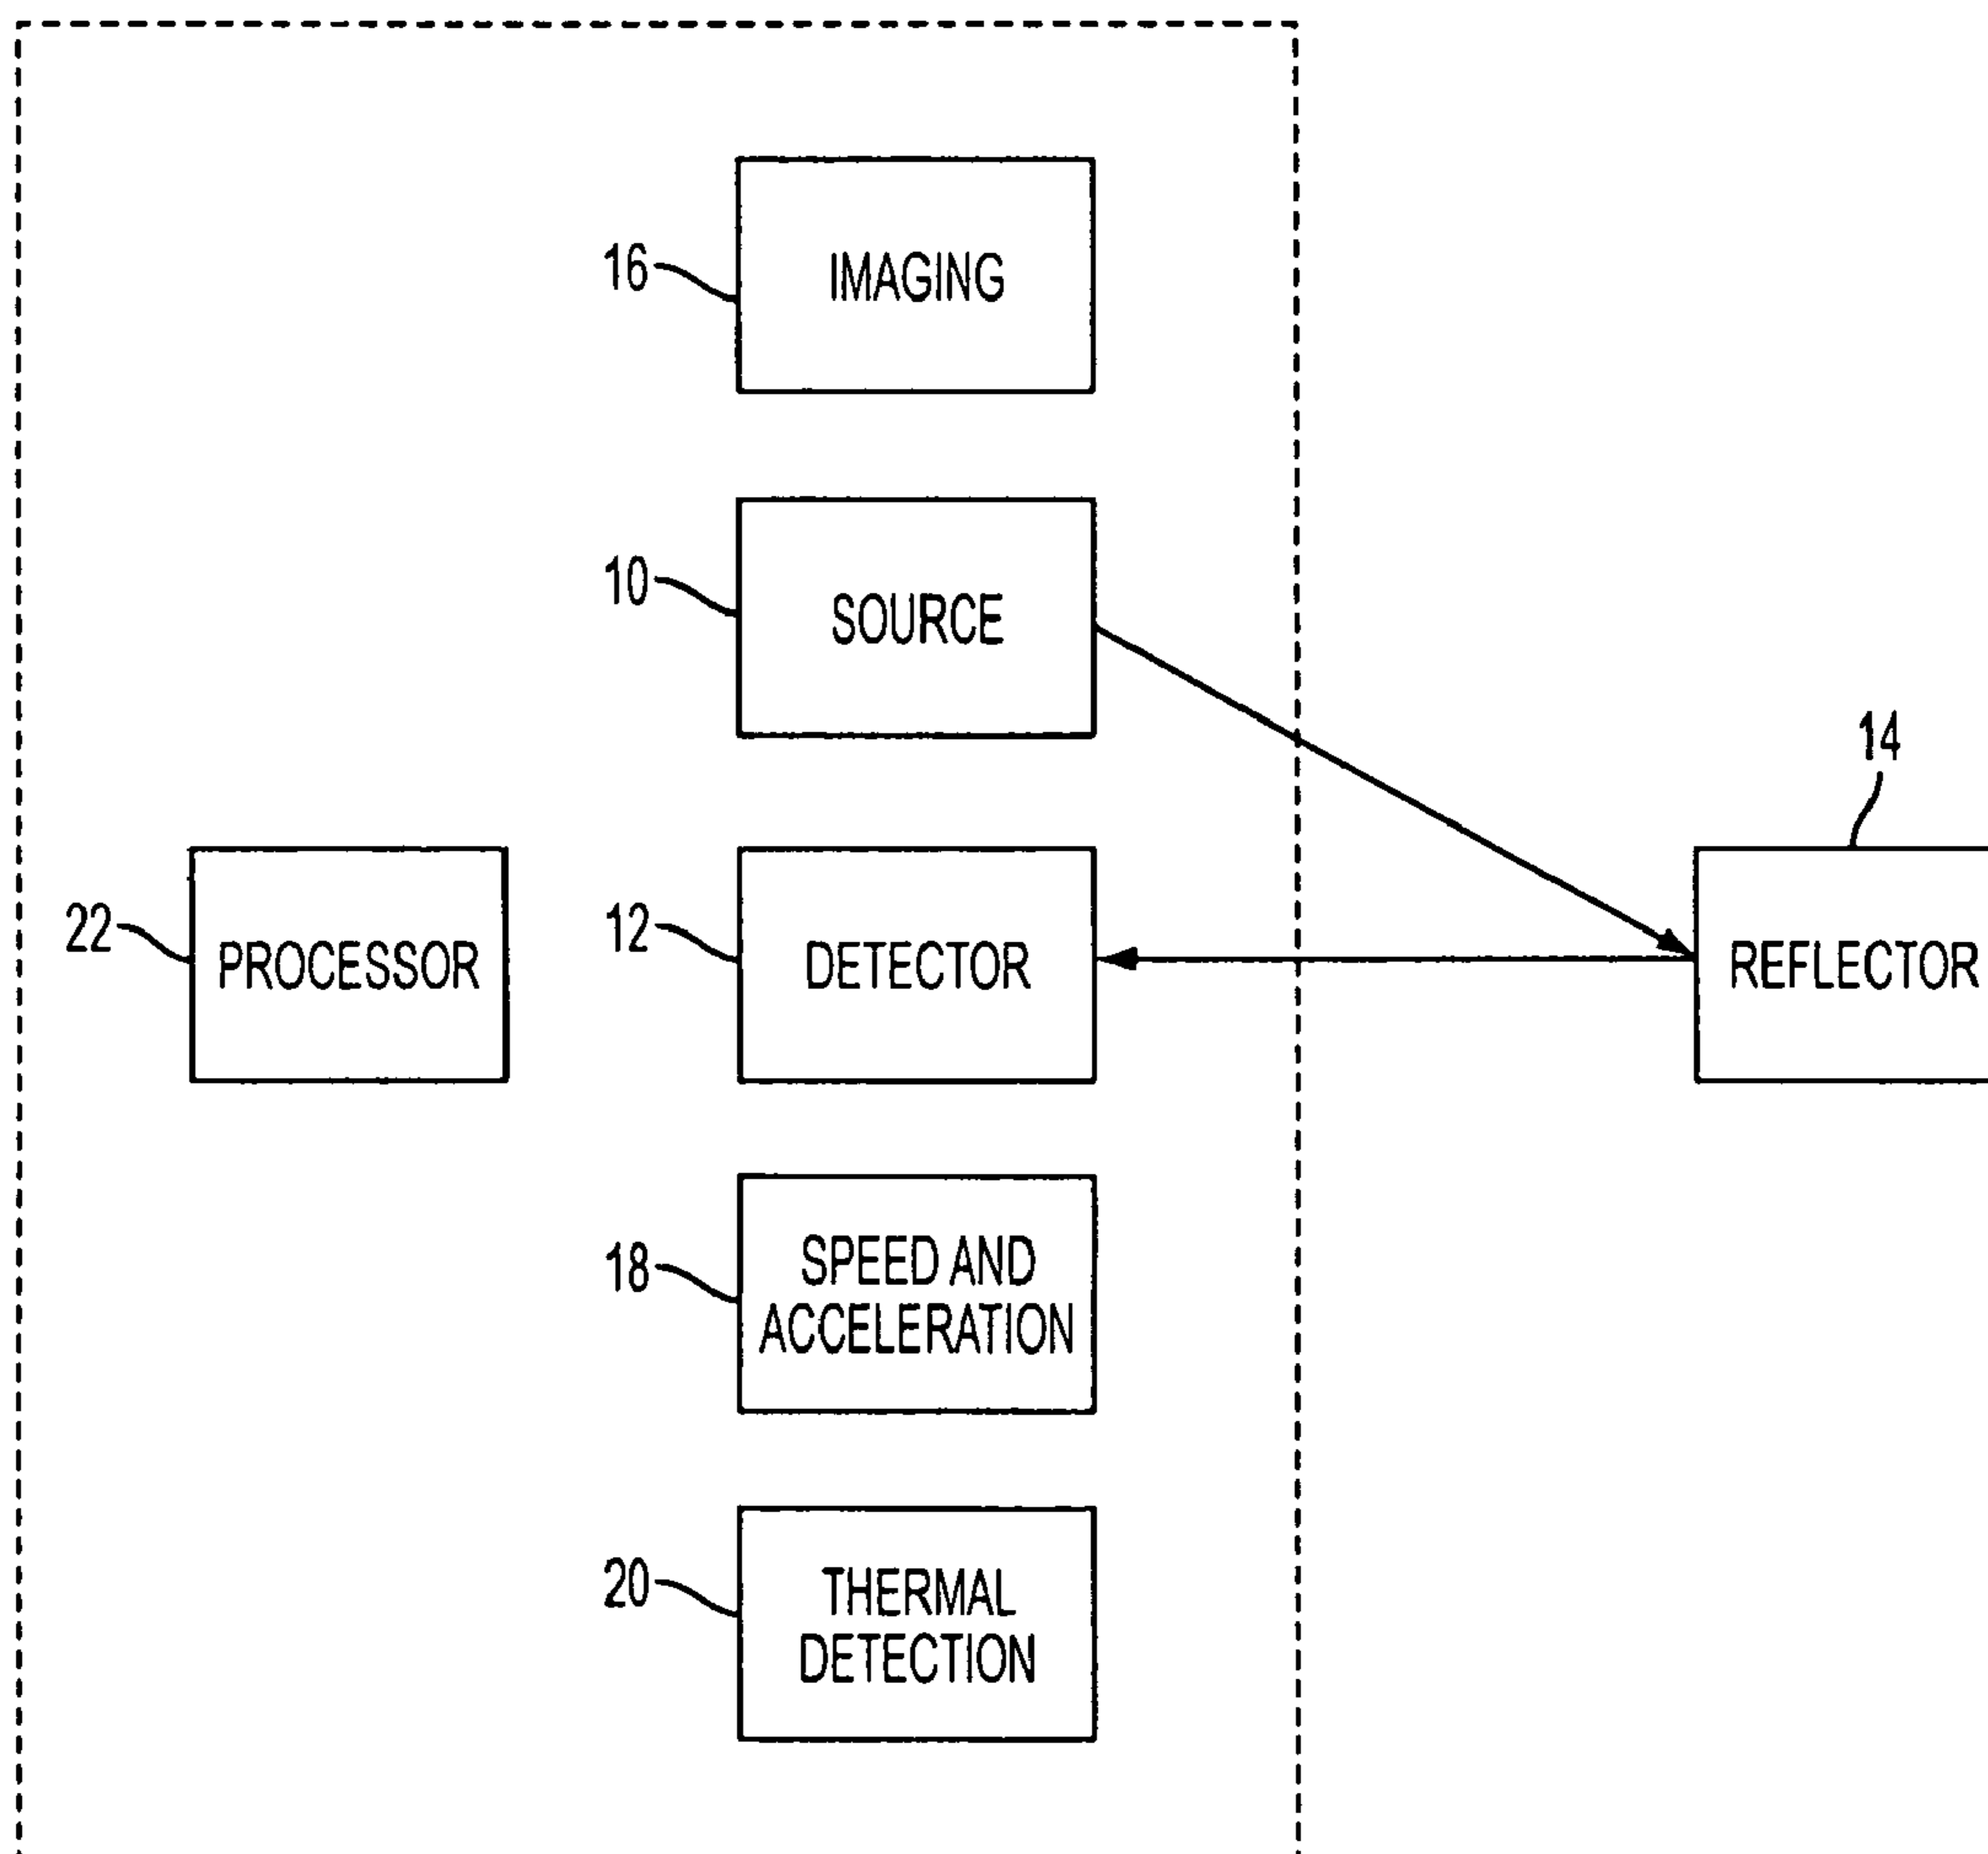 16
IMAGING
10
SOURCE
14
22
PROCESSOR
12
DETECTOR
REFLECTOR
18
SPEED AND
ACCELERATION
20
THERMAL
DETECTION